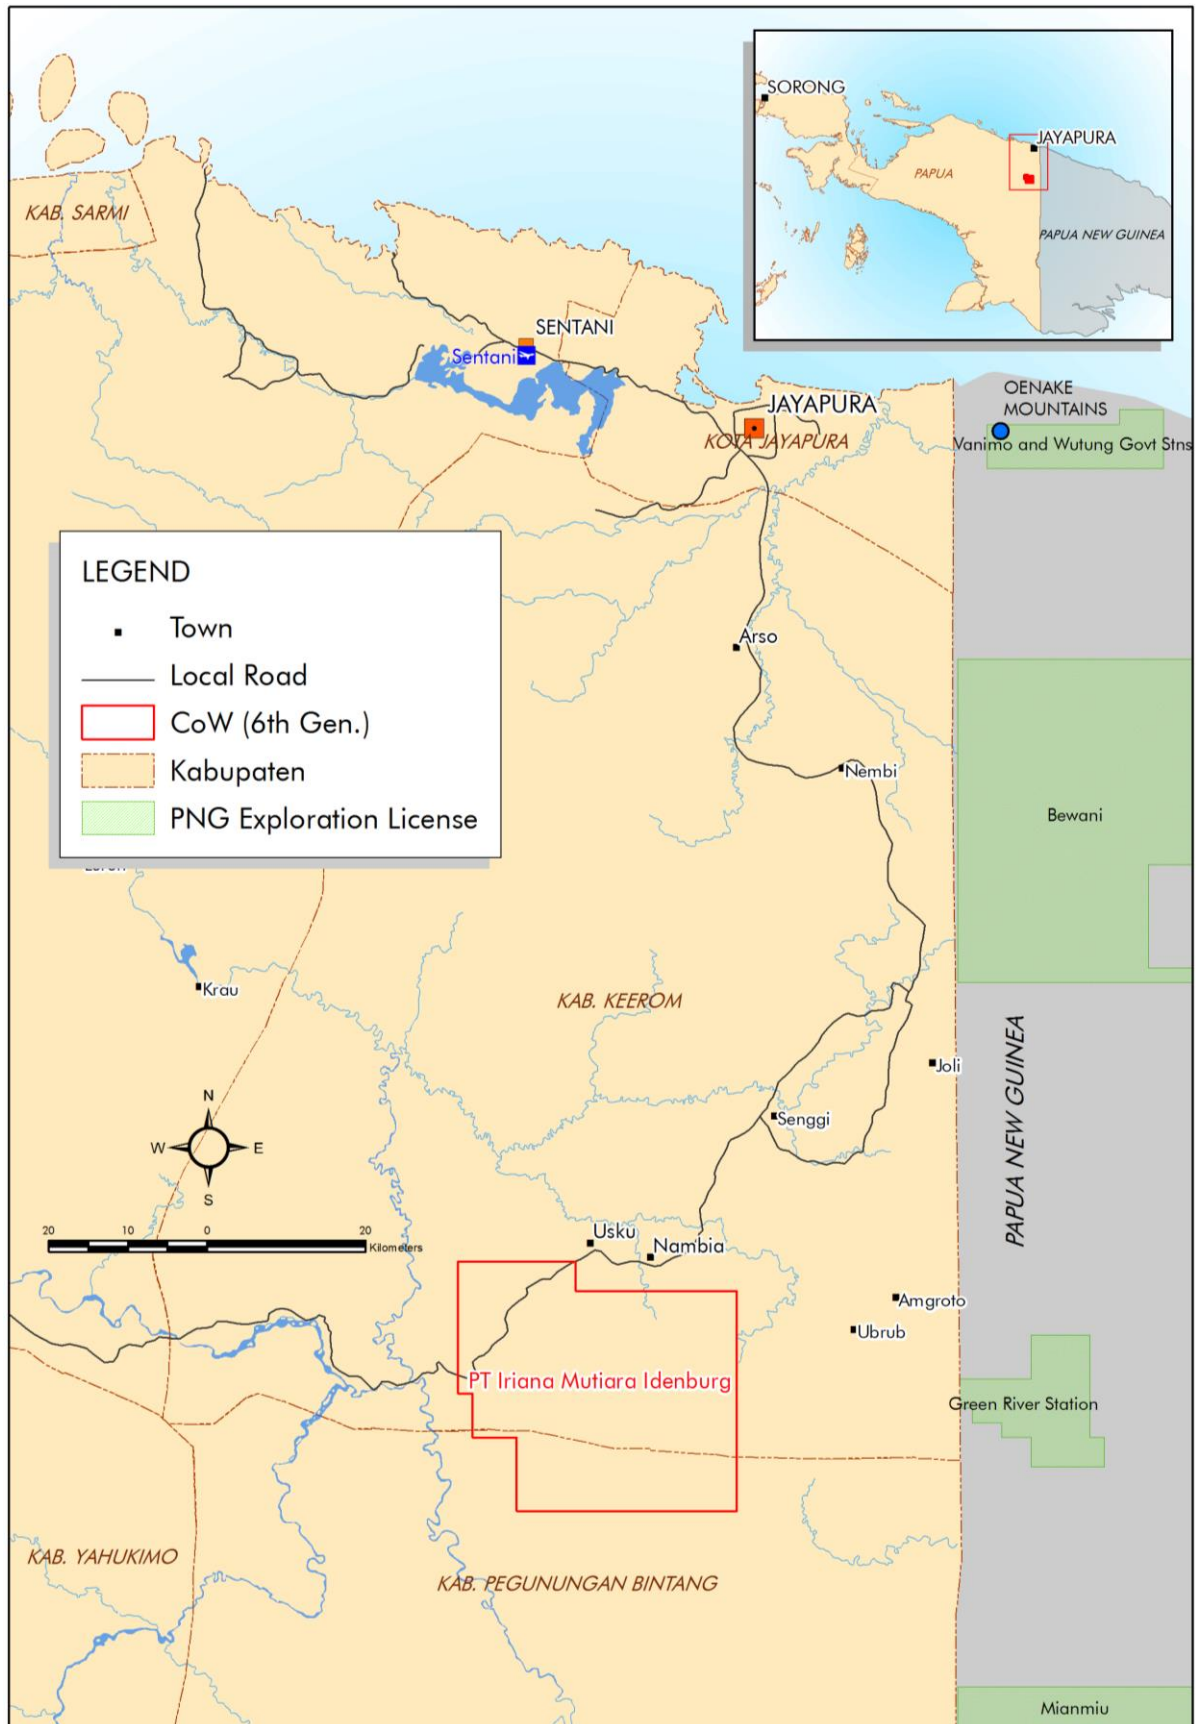 SORONG
JAYAPURA
PAPUA
PAPUA NEW GUINEA
KAB. SARMI
SENTANI
Sentani
JAYAPURA
KOTA JAYAPURA
OENAKE
MOUNTAINS
Vanimo and Wutung Govt Stns
LEGEND
Town
Local Road
CoW (6th Gen.)
Kabupaten
PNG Exploration License
Arso
Nembi
Bewani
Krau
KAB. KEEROM
PAPUA NEW GUINEA
Joli
Senggi
N
W
E
S
20
10
0
20
Kilometers
Usku
Nambia
Amgroto
Ubrub
PT Iriana Mutiara Idenburg
Green River Station
KAB. YAHUKIMO
KAB. PEGUNUNGAN BINTANG
Mianmiu